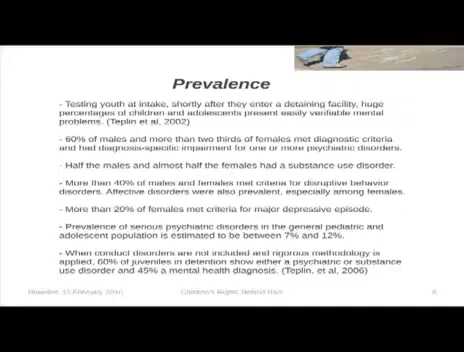 Prevalence
- Testing youth at intake, shortly after they enter a detaining facility, huge
percentages of children and adolescents present easily verifiable mental
problems. (Teplin et al, 2002)
- 60% of males and more than two thirds of females met diagnostic criteria
and had diagnosis-specific impairment for one or more psychiatric disorders.
- Half the males and almost half the females had a substance use disorder.
- More than 40% of males and females met criteria for disruptive behavior
disorders. Affective disorders were also prevalent, especially among females.
- More than 20% of females met criteria for major depressive episode.
- Prevalence of serious psychiatric disorders in the general pediatric and
adolescent population is estimated to be between 7% and 12%.
- When conduct disorders are not included and rigorous methodology is
applied, 60% of juveniles in detention show either a psychiatric or substance
use disorder and 45% a mental health diagnosis. (Teplin, et al, 2006)
Brussels, 15 February 2016 Children's Rights Behind Bars